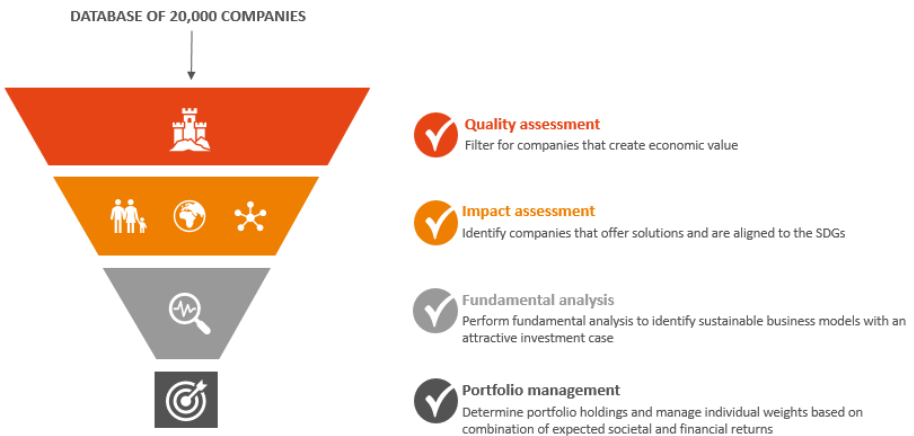 DATABASE OF 20,000 COMPANIES
Quality assessment
Filter for companies that create economic value
Impact assessment
Identify companies that offer solutions and are aligned to the SDGs
Fundamental analysis
Perform fundamental analysis to identify sustainable business models with an
attractive investment case
Portfolio management
Determine portfolio holdings and manage individual weights based on
combination of expected societal and financial returns